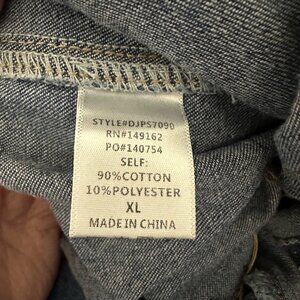 STYLE#DJPS7090
RN#149162
PO#140754
SELF:
90%COTTON
10%POLYESTER
XL
MADE IN CHINA